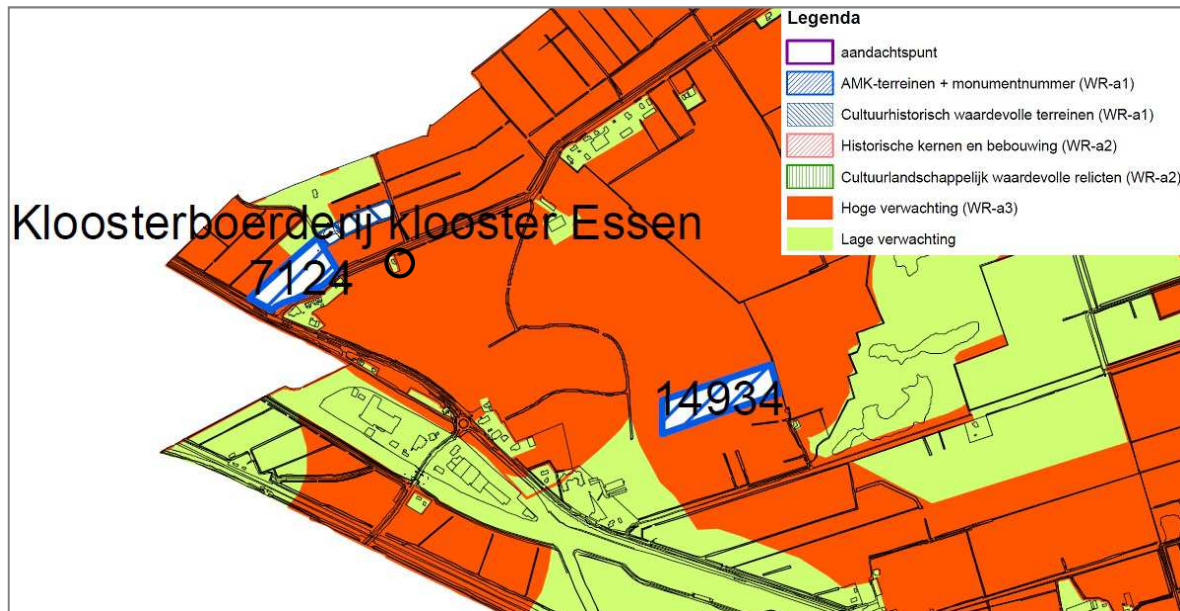 Legenda
aandachtspunt
AMK-terreinen + monumentnummer (WR-a1)
Cultuurhistorisch waardevolle terreinen (WR-a1)
Historische kernen en bebouwing (WR-a2)
Cultuurlandschappelijk waardevolle relicten (WR-a2)
Hoge verwachting (WR-a3)
Lage verwachting
Kloosterboerderij klooster Essen
7124
14934